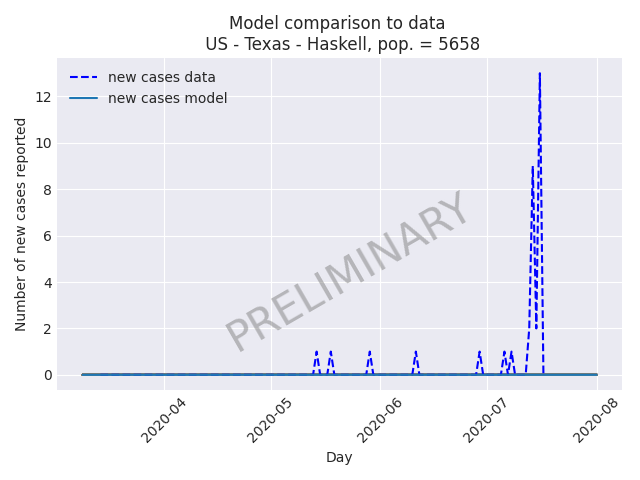 Model comparison to data
US - Texas - Haskell, pop. = 5658
new cases data
new cases model
Number of new cases reported
12
10
8
6
4
2
0
PRELIMINARY
2020-04
2020-05
2020-06
2020-07
2020-08
Day